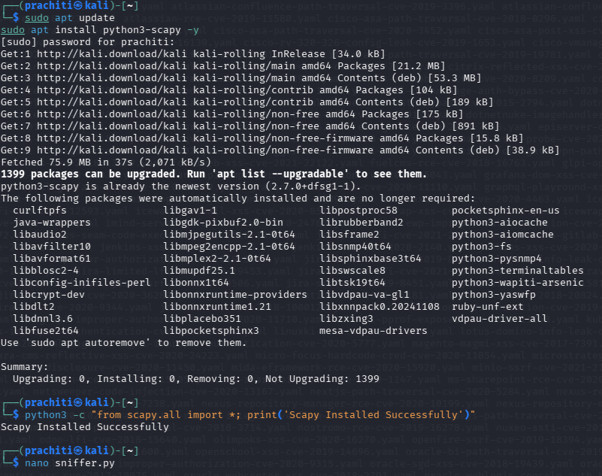 ┌──(prachiti㉿kali)-[~]
└─$ sudo apt update
sudo apt install python3-scapy -y
[sudo] password for prachiti:
Get:1 http://kali.download/kali kali-rolling InRelease [34.0 kB]
Get:2 http://kali.download/kali kali-rolling/main amd64 Packages [21.2 MB]
Get:3 http://kali.download/kali kali-rolling/main amd64 Contents (deb) [53.3 MB]
Get:4 http://kali.download/kali kali-rolling/contrib amd64 Packages [104 kB]
Get:5 http://kali.download/kali kali-rolling/contrib amd64 Contents (deb) [189 kB]
Get:6 http://kali.download/kali kali-rolling/non-free amd64 Packages [175 kB]
Get:7 http://kali.download/kali kali-rolling/non-free amd64 Contents (deb) [891 kB]
Get:8 http://kali.download/kali kali-rolling/non-free-firmware amd64 Packages [15.8 kB]
Get:9 http://kali.download/kali kali-rolling/non-free-firmware amd64 Contents (deb) [38.9 kB]
Fetched 75.9 MB in 37s (2,071 kB/s)
1399 packages can be upgraded. Run 'apt list --upgradable' to see them.
python3-scapy is already the newest version (2.7.0+dfsg1-1).
The following packages were automatically installed and are no longer required:
curlftpfs libgav1-1 libpostproc58 pocketsphinx-en-us
java-wrappers libgdk-pixbuf2.0-bin librubberband2 python3-aiocache
libaudio2 libmjpegutils-2.1-0t64 libsframe2 python3-aiomcache
libavfilter10 libmpeg2encpp-2.1-0t64 libsnmp40t64 python3-fs
libavformat61 libmplex2-2.1-0t64 libsphinxbase3t64 python3-pysnmp4
libblosc2-4 libmupdf25.1 libswscale8 python3-terminaltables
libconfig-inifiles-perl libonnx1t64 libtsk19t64 python3-wapiti-arsenic
libcrypt-dev libonnxruntime-providers libvdpau-va-gl1 python3-yaswfp
libdlt2 libonnxruntime1.21 libxnnpack0.20241108 ruby-unf-ext
libdnnl3.6 libplacebo351 libzxing3 vdpau-driver-all
libfuse2t64 libpocketsphinx3 mesa-vdpau-drivers
Use 'sudo apt autoremove' to remove them.
Summary:
Upgrading: 0, Installing: 0, Removing: 0, Not Upgrading: 1399
┌──(prachiti㉿kali)-[~]
└─$ python3 -c "from scapy.all import *; print('Scapy Installed Successfully')"
Scapy Installed Successfully
┌──(prachiti㉿kali)-[~]
└─$ nano sniffer.py